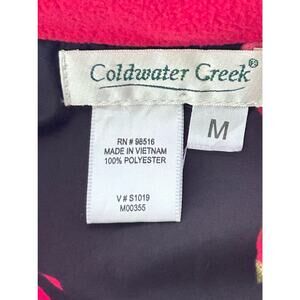 Coldwater Creek®
M
RN# 98516
MADE IN VIETNAM
100% POLYESTER
V# S1019
M00355